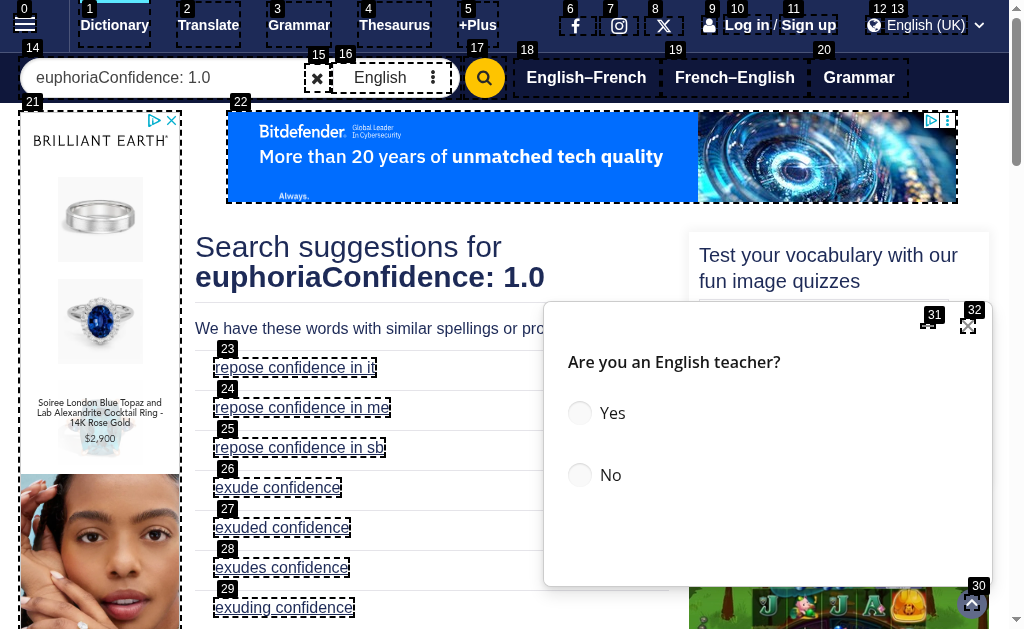 0 1 2 3 4 5 6 7 8 9 10 11 12 13
Dictionary Translate Grammar Thesaurus +Plus Log in / Sign up English (UK)
14 15 16 17 18 19 20
euphoriaConfidence: 1.0 English English–French French–English Grammar
21 22
BRILLIANT EARTH
Soiree London Blue Topaz and
Lab Alexandrite Cocktail Ring -
14K Rose Gold
$2,900
Bitdefender Global Leader
In Cybersecurity
More than 20 years of unmatched tech quality
Always.
Search suggestions for
euphoriaConfidence: 1.0
We have these words with similar spellings or pro
23
repose confidence in it
24
repose confidence in me
25
repose confidence in sb
26
exude confidence
27
exuded confidence
28
exudes confidence
29
exuding confidence
Test your vocabulary with our
fun image quizzes
31 32
Are you an English teacher?
Yes
No
30
J J A